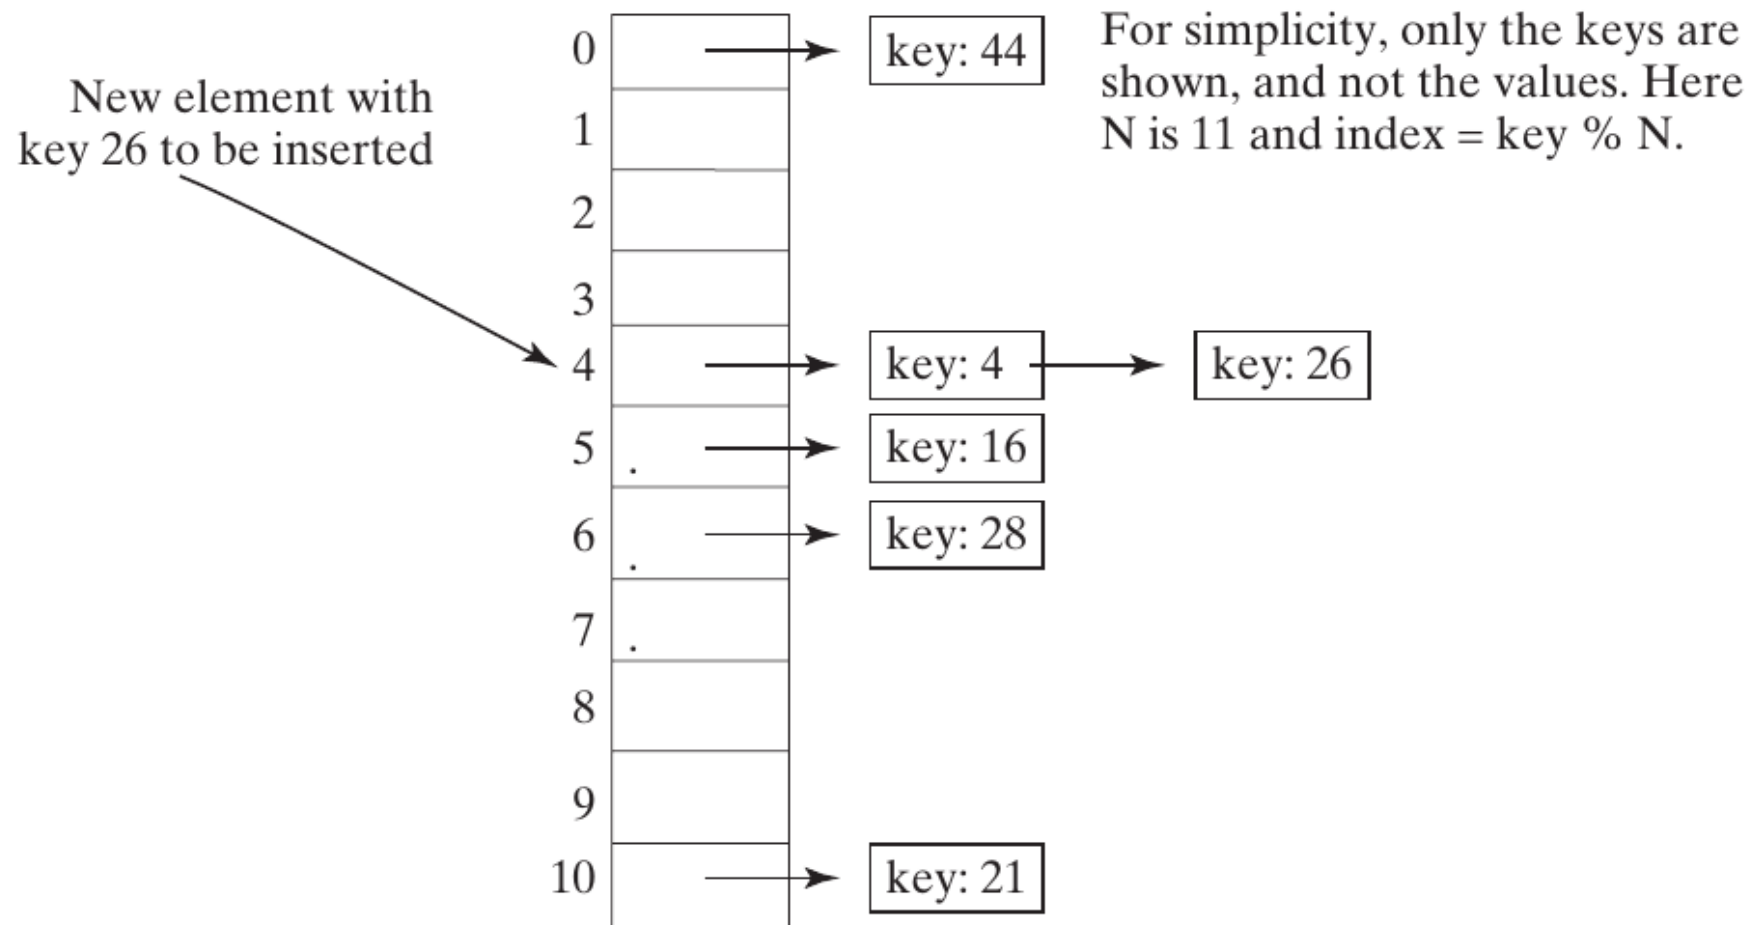 0
key: 44
For simplicity, only the keys are
shown, and not the values. Here
N is 11 and index = key % N.
New element with
key 26 to be inserted
1
2
3
4
key: 4
key: 26
5
.
key: 16
6
.
key: 28
7
.
8
9
10
key: 21